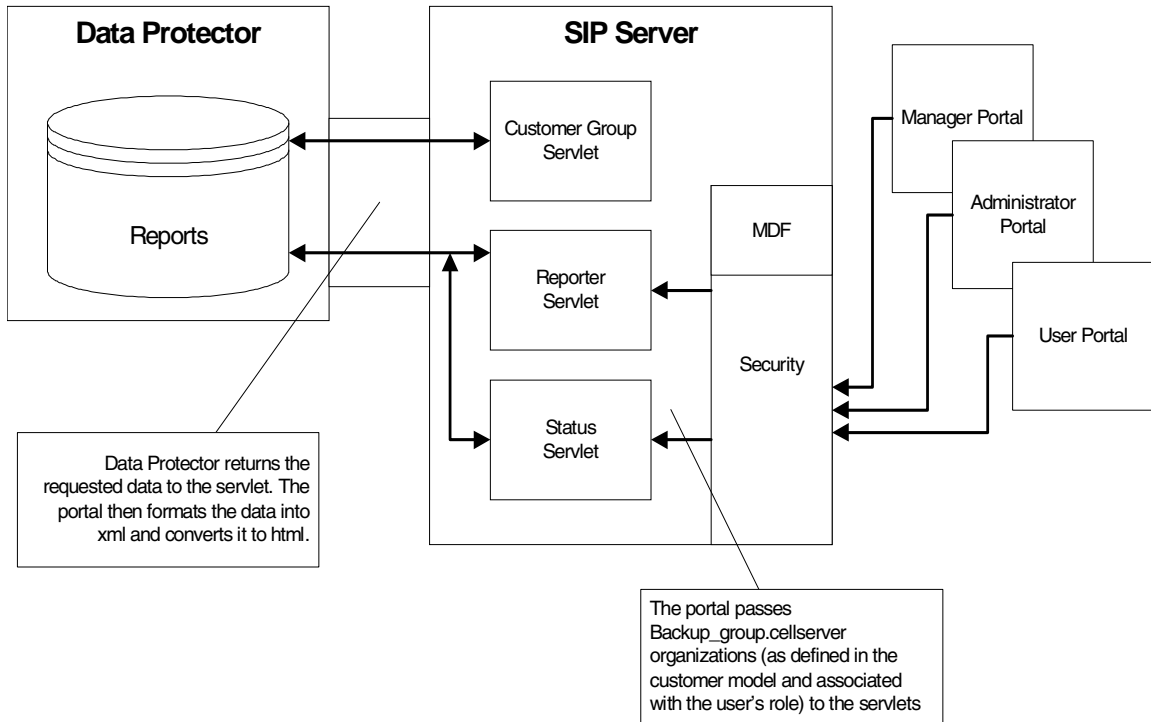 Data Protector
SIP Server
Customer Group
Servlet
Manager Portal
Administrator
Portal
MDF
Reports
Reporter
Servlet
User Portal
Security
Status
Servlet
Data Protector returns the
requested data to the servlet. The
portal then formats the data into
xml and converts it to html.
The portal passes
Backup_group.cellserver
organizations (as defined in the
customer model and associated
with the user's role) to the servlets